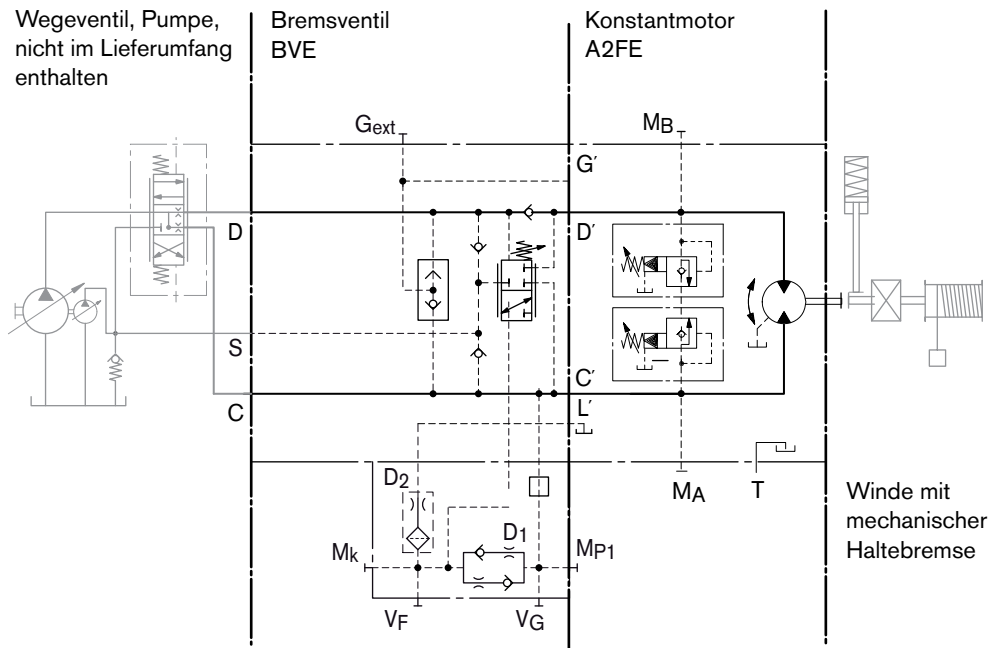 Wegeventil, Pumpe,
nicht im Lieferumfang
enthalten
Bremsventil
BVE
Konstantmotor
A2FE
Gext
MB
G′
D
D′
S
C
C′
L′
D2
MA
T
Winde mit
mechanischer
Haltebremse
D1
Mk
MP1
VF
VG